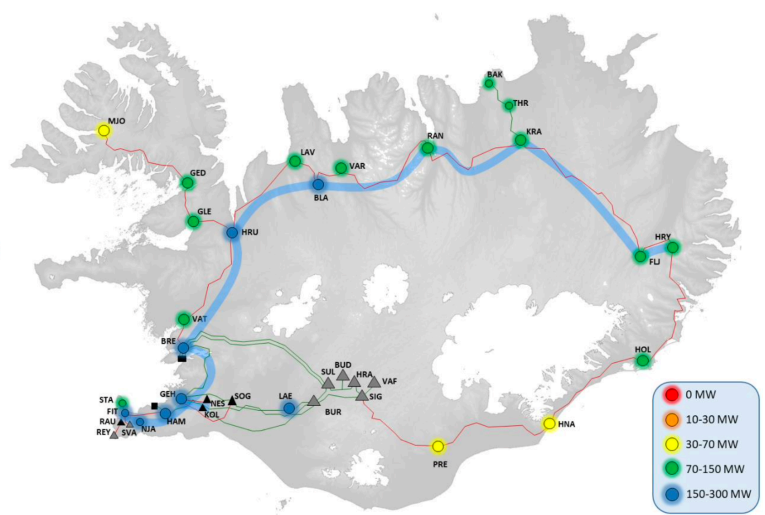 BAK
THR
MJO
KRA
RAN
LAV
VAR
GED
BLA
GLE
HRU
HRY
FLJ
VAT
BRE
HOL
BUD
SUL
HRA
VAF
SIG
BUR
LAE
GEH
NES
SOG
KOL
STA
FIT
HAM
RAU
NJA
SVA
REY
HNA
PRE
0 MW
10-30 MW
30-70 MW
70-150 MW
150-300 MW